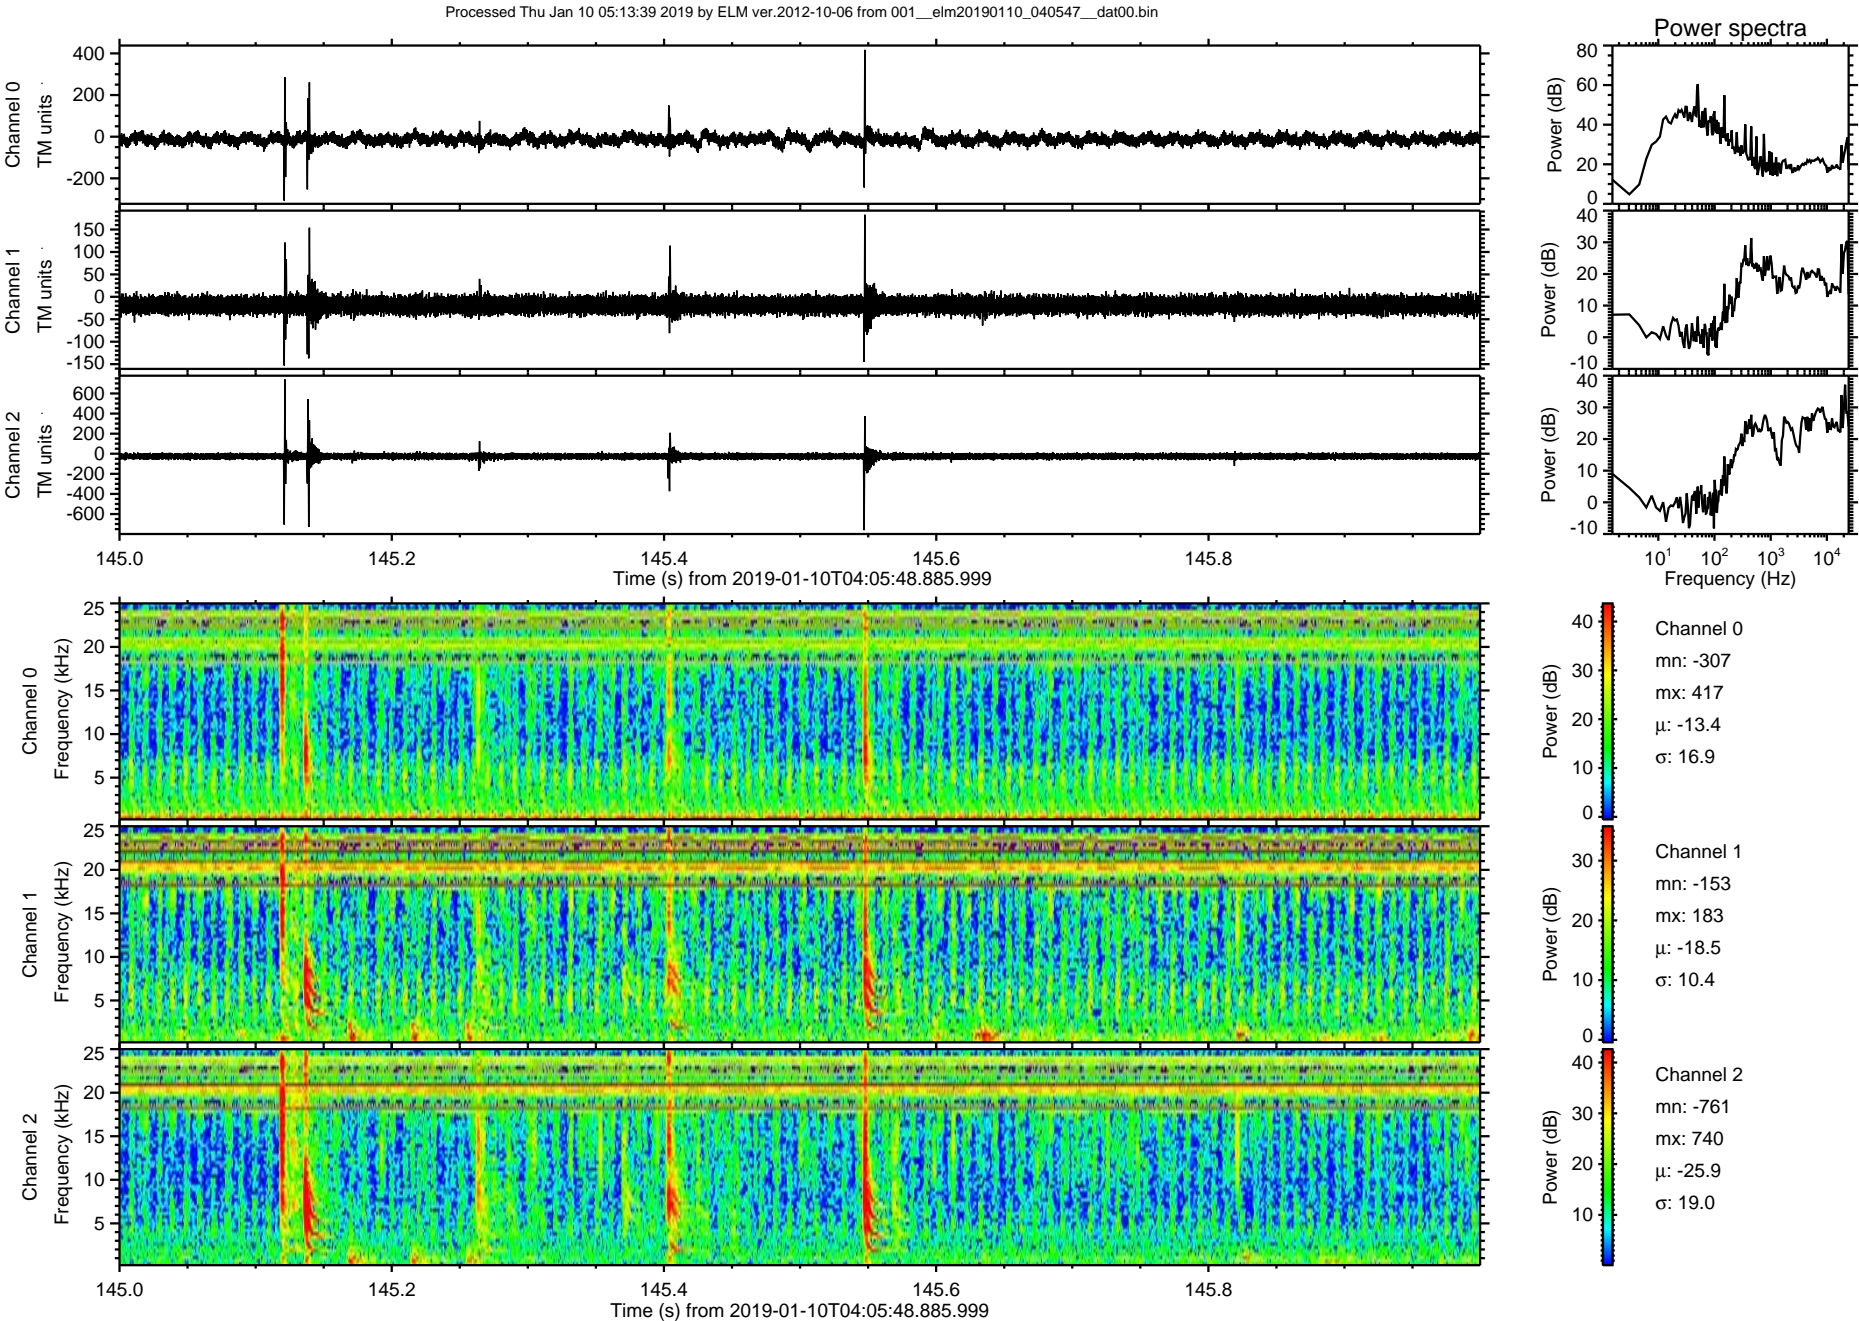 Processed Thu Jan 10 05:13:39 2019 by ELM ver.2012-10-06 from 001__elm20190110_040547__dat00.bin
Power spectra
Channel 0
TM units
400
200
0
-200
Power (dB)
80
60
40
20
0
Channel 1
TM units
150
100
50
0
-50
-100
-150
Power (dB)
40
30
20
10
0
-10
Channel 2
TM units
600
400
200
0
-200
-400
-600
Power (dB)
40
30
20
10
0
-10
145.0 145.2 145.4 145.6 145.8
Time (s) from 2019-01-10T04:05:48.885.999
10^1 10^2 10^3 10^4
Frequency (Hz)
Channel 0
Frequency (kHz)
25
20
15
10
5
Power (dB)
40
30
20
10
0
Channel 0
mn: -307
mx: 417
μ: -13.4
σ: 16.9
Channel 1
Frequency (kHz)
25
20
15
10
5
Power (dB)
30
20
10
0
Channel 1
mn: -153
mx: 183
μ: -18.5
σ: 10.4
Channel 2
Frequency (kHz)
25
20
15
10
5
Power (dB)
40
30
20
10
Channel 2
mn: -761
mx: 740
μ: -25.9
σ: 19.0
145.0 145.2 145.4 145.6 145.8
Time (s) from 2019-01-10T04:05:48.885.999